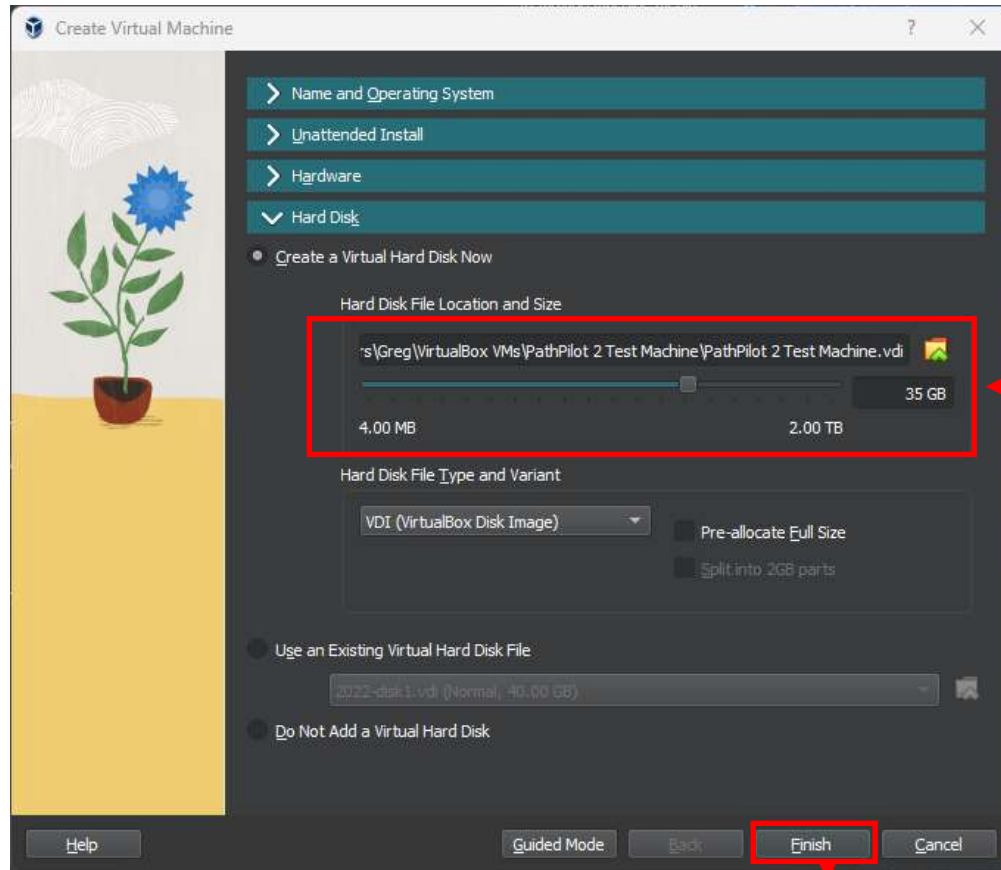 Create Virtual Machine
Name and Operating System
Unattended Install
Hardware
Hard Disk
Create a Virtual Hard Disk Now
Hard Disk File Location and Size
's\Greg\VirtualBox VMs\PathPilot 2 Test Machine\PathPilot 2 Test Machine.vdi
35 GB
4.00 MB 2.00 TB
Hard Disk File Type and Variant
VDI (VirtualBox Disk Image)
Pre-allocate Full Size
Split into 2GB parts
Use an Existing Virtual Hard Disk File
2022-disk1.vdi (Normal, 40.00 GB)
Do Not Add a Virtual Hard Disk
Help Guided Mode Back Finish Cancel